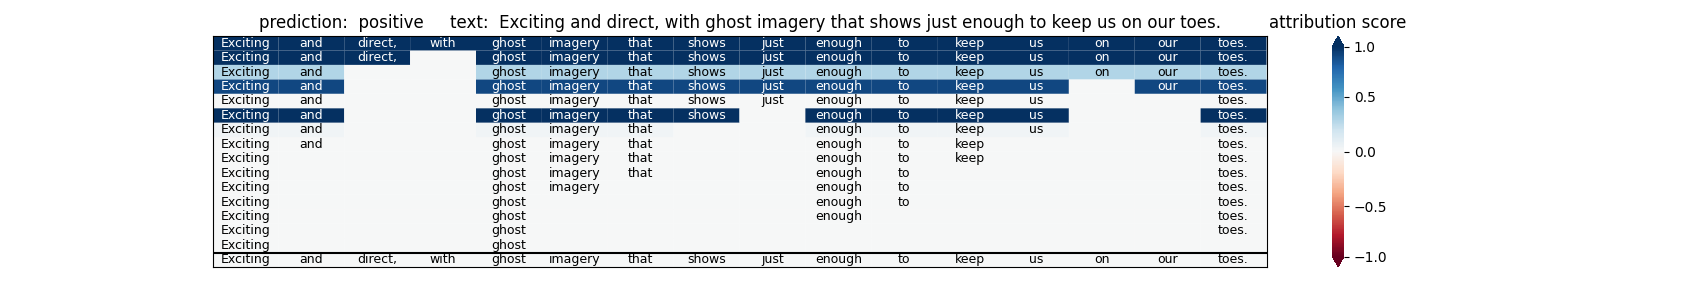 prediction:  positive     text:  Exciting and direct, with ghost imagery that shows just enough to keep us on our toes.     attribution score
Exciting and direct, with ghost imagery that shows just enough to keep us on our toes.
Exciting and direct, ghost imagery that shows just enough to keep us on our toes.
Exciting and ghost imagery that shows just enough to keep us on our toes.
Exciting and ghost imagery that shows just enough to keep us our toes.
Exciting and ghost imagery that shows just enough to keep us toes.
Exciting and ghost imagery that shows enough to keep us toes.
Exciting and ghost imagery that enough to keep us toes.
Exciting and ghost imagery that enough to keep toes.
Exciting ghost imagery that enough to keep toes.
Exciting ghost imagery that enough to toes.
Exciting ghost imagery enough to toes.
Exciting ghost enough to toes.
Exciting ghost enough toes.
Exciting ghost toes.
Exciting ghost
Exciting and direct, with ghost imagery that shows just enough to keep us on our toes.
1.0
0.5
0.0
−0.5
−1.0